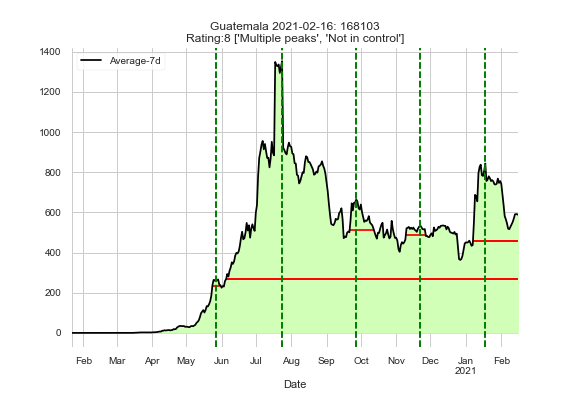 Guatemala 2021-02-16: 168103
Rating:8 ['Multiple peaks', 'Not in control']
Average-7d
1400
1200
1000
800
600
400
200
0
Feb Mar Apr May Jun Jul Aug Sep Oct Nov Dec Jan Feb
2021
Date